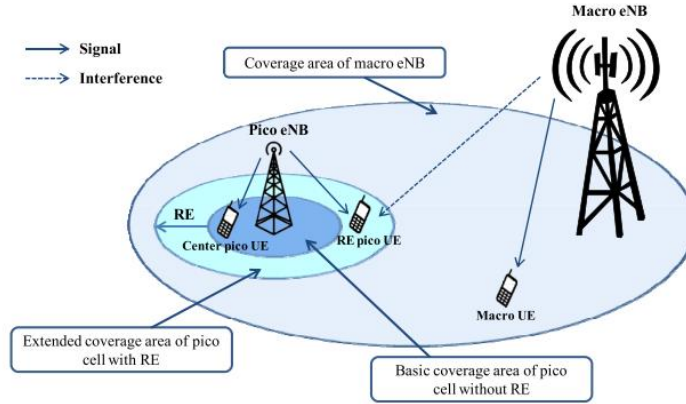 Macro eNB
Signal
Interference
Coverage area of macro eNB
Pico eNB
RE
Center pico UE
RE pico UE
Macro UE
Extended coverage area of pico
cell with RE
Basic coverage area of pico
cell without RE